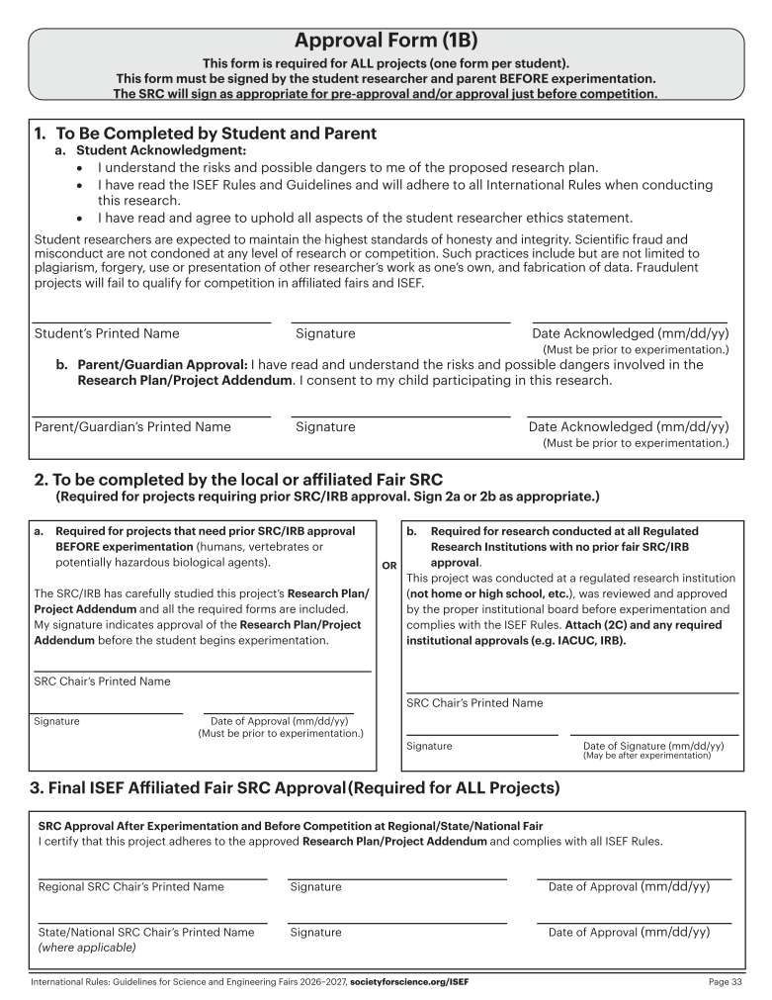 Approval Form (1B)
This form is required for ALL projects (one form per student).
This form must be signed by the student researcher and parent BEFORE experimentation.
The SRC will sign as appropriate for pre-approval and/or approval just before competition.
1. To Be Completed by Student and Parent
a. Student Acknowledgment:
• I understand the risks and possible dangers to me of the proposed research plan.
• I have read the ISEF Rules and Guidelines and will adhere to all International Rules when conducting
this research.
• I have read and agree to uphold all aspects of the student researcher ethics statement.
Student researchers are expected to maintain the highest standards of honesty and integrity. Scientific fraud and
misconduct are not condoned at any level of research or competition. Such practices include but are not limited to
plagiarism, forgery, use or presentation of other researcher's work as one's own, and fabrication of data. Fraudulent
projects will fail to qualify for competition in affiliated fairs and ISEF.
Student's Printed Name Signature Date Acknowledged (mm/dd/yy)
(Must be prior to experimentation.)
b. Parent/Guardian Approval: I have read and understand the risks and possible dangers involved in the
Research Plan/Project Addendum. I consent to my child participating in this research.
Parent/Guardian's Printed Name Signature Date Acknowledged (mm/dd/yy)
(Must be prior to experimentation.)
2. To be completed by the local or affiliated Fair SRC
(Required for projects requiring prior SRC/IRB approval. Sign 2a or 2b as appropriate.)
a. Required for projects that need prior SRC/IRB approval
BEFORE experimentation (humans, vertebrates or
potentially hazardous biological agents).
The SRC/IRB has carefully studied this project's Research Plan/
Project Addendum and all the required forms are included.
My signature indicates approval of the Research Plan/Project
Addendum before the student begins experimentation.
SRC Chair's Printed Name
Signature Date of Approval (mm/dd/yy)
(Must be prior to experimentation.)
OR
b. Required for research conducted at all Regulated
Research Institutions with no prior fair SRC/IRB
approval.
This project was conducted at a regulated research institution
(not home or high school, etc.), was reviewed and approved
by the proper institutional board before experimentation and
complies with the ISEF Rules. Attach (2C) and any required
institutional approvals (e.g. IACUC, IRB).
SRC Chair's Printed Name
Signature Date of Signature (mm/dd/yy)
(May be after experimentation)
3. Final ISEF Affiliated Fair SRC Approval (Required for ALL Projects)
SRC Approval After Experimentation and Before Competition at Regional/State/National Fair
I certify that this project adheres to the approved Research Plan/Project Addendum and complies with all ISEF Rules.
Regional SRC Chair's Printed Name Signature Date of Approval (mm/dd/yy)
State/National SRC Chair's Printed Name Signature Date of Approval (mm/dd/yy)
(where applicable)
International Rules: Guidelines for Science and Engineering Fairs 2026–2027, societyforscience.org/ISEF Page 33